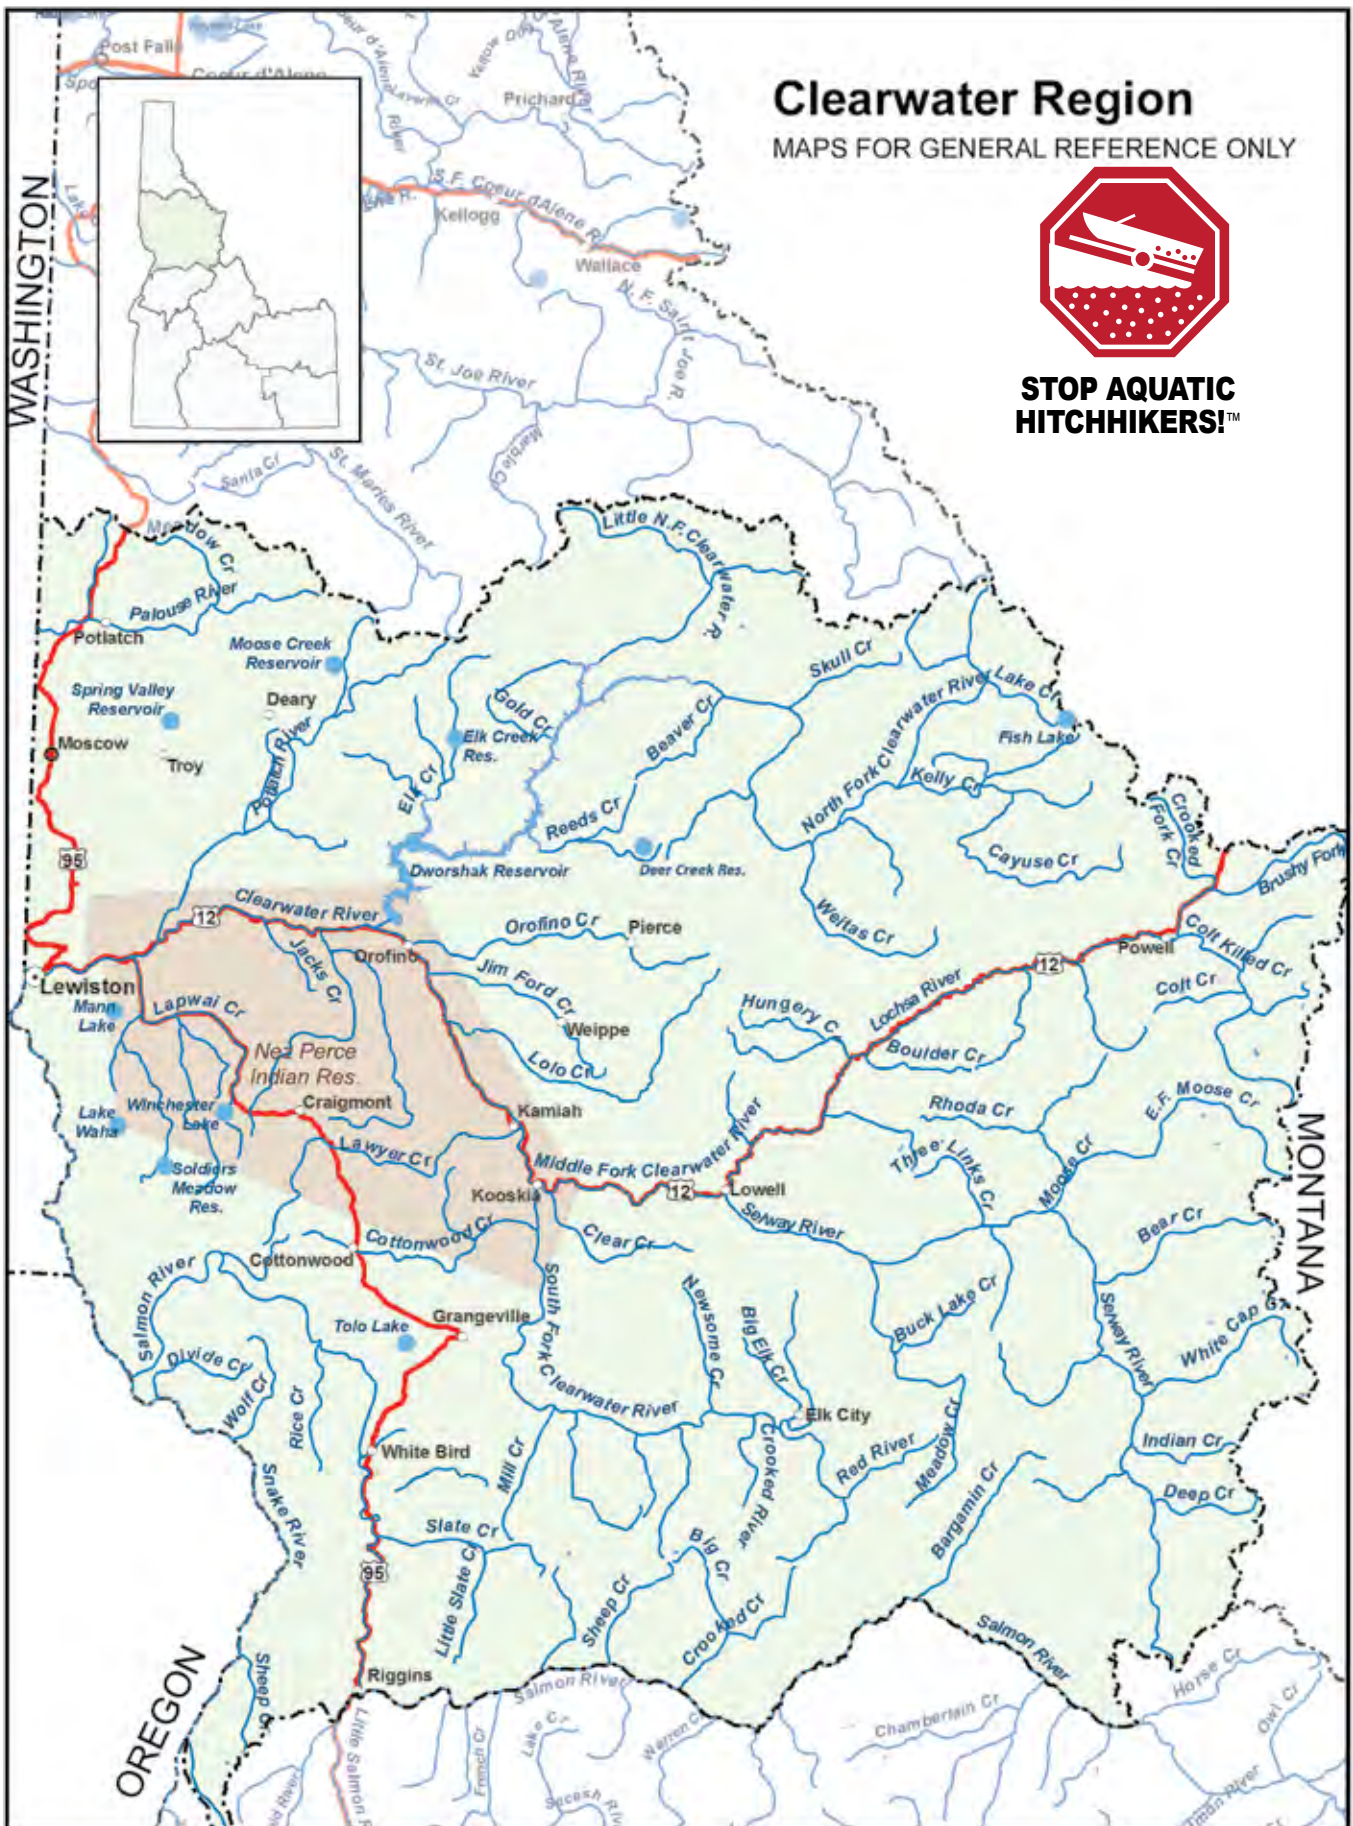 Clearwater Region
MAPS FOR GENERAL REFERENCE ONLY
STOP AQUATIC
HITCHHIKERS!™
WASHINGTON
OREGON
MONTANA
Post Falls
Coeur d'Alene
Prichard
Kellogg
Wallace
S.F. Coeur d'Alene R.
N. F. Saint Joe R.
St. Joe River
Marble Cr
Santa Cr
St. Maries River
Meadow Cr
Palouse River
Potlatch
Moose Creek
Reservoir
Spring Valley
Reservoir
Deary
Moscow
Troy
Potlatch River
Little N.F. Clearwater R.
Gold Cr
Elk Creek
Res.
Elk Cr
Beaver Cr
Reeds Cr
Skull Cr
North Fork Clearwater River
Lake Cr
Fish Lake
Kelly Cr
Cayuse Cr
Crooked
Fork Cr
Brushy Fork
Dworshak Reservoir
Deer Creek Res.
95
12
Clearwater River
Orofino
Orofino Cr
Pierce
Weitas Cr
Powell
Colt Killed Cr
Colt Cr
12
Lochsa River
Lewiston
Mann
Lake
Lapwai Cr
Jacks Cr
Jim Ford Cr
Weippe
Lolo Cr
Hungery C
Boulder Cr
Nez Perce
Indian Res.
Craigmont
Winchester
Lake
Lake
Waha
Soldiers
Meadow
Res.
Lawyer Cr
Kamiah
Rhoda Cr
E.F. Moose Cr
Three Links Cr
Moose Cr
Middle Fork Clearwater River
12
Lowell
Kooskia
Selway River
Clear Cr
Cottonwood Cr
Cottonwood
Bear Cr
Salmon River
South Fork Clearwater River
Newsome Cr
Big Elk Cr
Buck Lake Cr
Selway River
White Cap Cr
Grangeville
Tolo Lake
Divide Cr
Wolf Cr
Rice Cr
Elk City
Crooked River
Red River
Meadow Cr
Indian Cr
Deep Cr
White Bird
Mill Cr
Bargamin Cr
Snake River
Slate Cr
Little Slate Cr
95
Sheep Cr
Big Cr
Crooked Cr
Salmon River
Riggins
Sheep Cr
Salmon River
Little Salmon R
French Cr
Lake Cr
Secesh Riv
Warren Cr
Chamberlain Cr
Horse Cr
Owl Cr